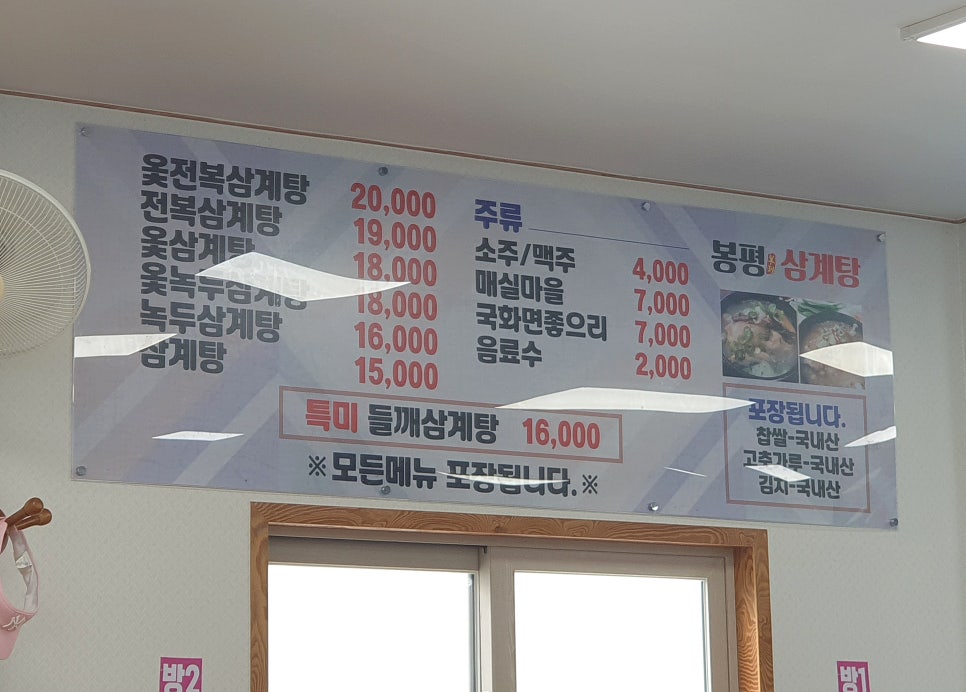 옻전복삼계탕 20,000
전복삼계탕 19,000
옻삼계탕 18,000
옻녹두삼계탕 18,000
녹두삼계탕 16,000
삼계탕 15,000
특미 들깨삼계탕 16,000
※모든메뉴 포장됩니다.※
주류
소주/맥주 4,000
매실마을 7,000
국화면좋으리 7,000
음료수 2,000
봉평 삼계탕
포장됩니다.
찹쌀-국내산
고춧가루-국내산
김치-국내산
방2
방1